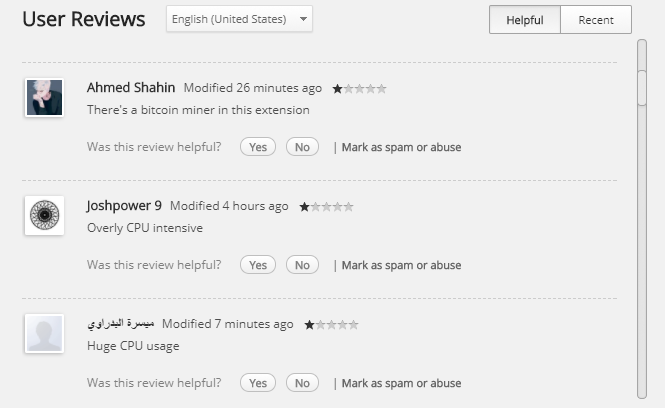 User Reviews English (United States) Helpful Recent
Ahmed Shahin Modified 26 minutes ago
There's a bitcoin miner in this extension
Was this review helpful? Yes No | Mark as spam or abuse
Joshpower 9 Modified 4 hours ago
Overly CPU intensive
Was this review helpful? Yes No | Mark as spam or abuse
ميسرة البدراوي Modified 7 minutes ago
Huge CPU usage
Was this review helpful? Yes No | Mark as spam or abuse